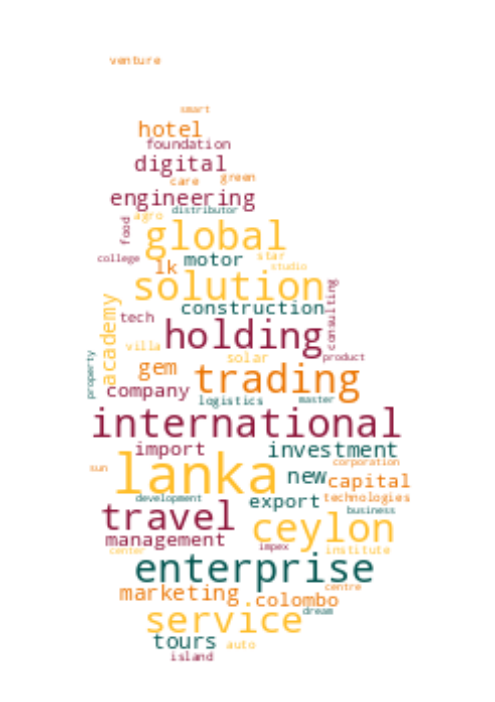 venture
smart
hotel
foundation
digital
care green
engineering
agro distributor
food
global
college lk motor star
studio
solution
construction
consulting
tech holding
academy
villa solar product
property
gem trading
company logistics master
international
import investment
sun lanka corporation
new capital
development export technologies
travel business
ceylon
management
center impex institute
enterprise
centre
marketing.colombo
dream
service
tours auto
island